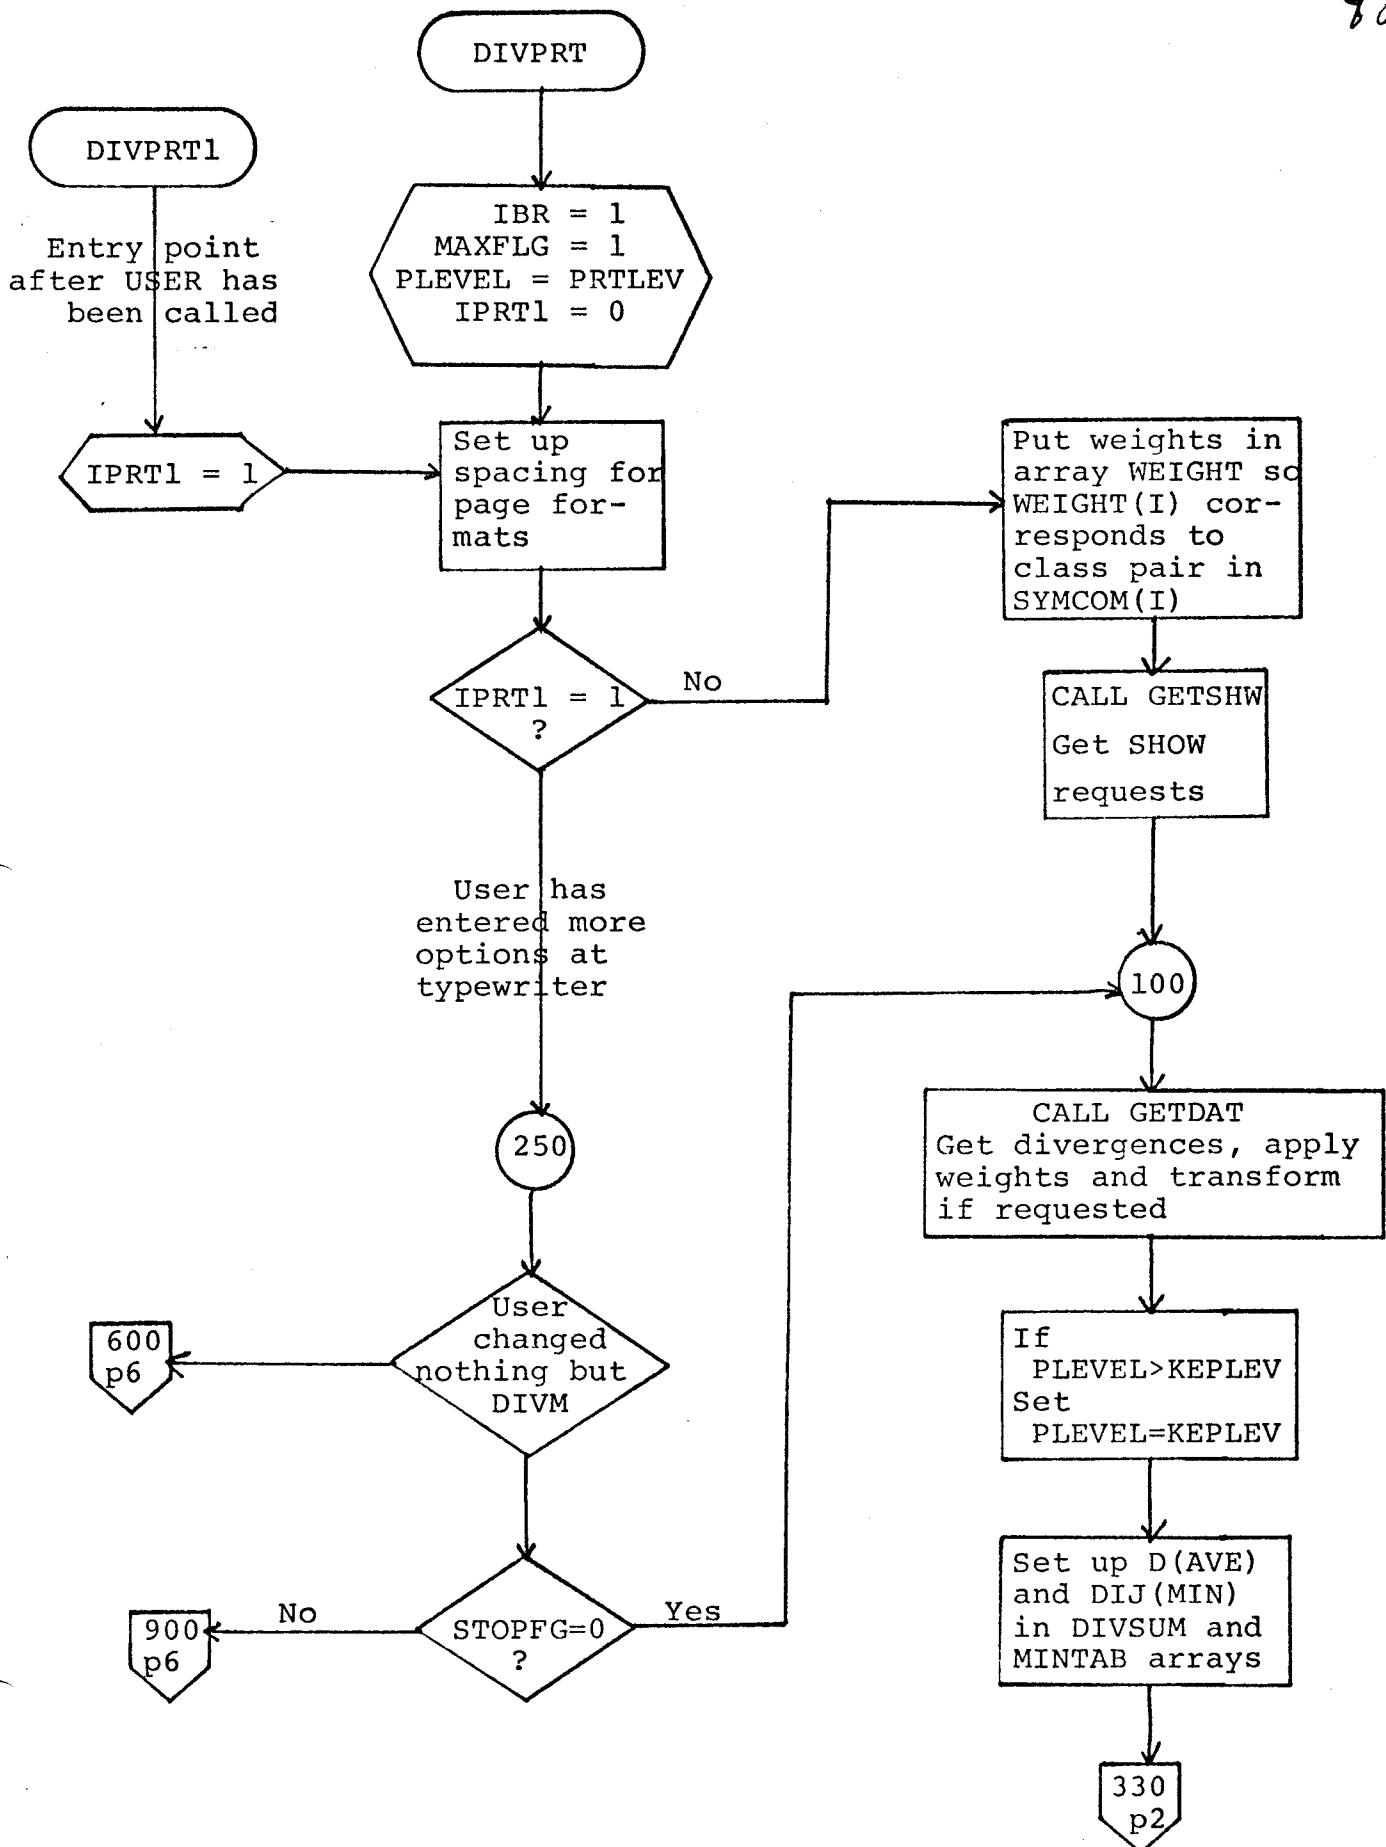 DIVPRT
DIVPRT1
Entry point
after USER has
been called
IBR = 1
MAXFLG = 1
PLEVEL = PRTLEV
IPRT1 = 0
IPRT1 = 1
Set up
spacing for
page for-
mats
IPRT1 = 1
?
No
Put weights in
array WEIGHT so
WEIGHT(I) cor-
responds to
class pair in
SYMCOM(I)
CALL GETSHW
Get SHOW
requests
User has
entered more
options at
typewriter
100
250
CALL GETDAT
Get divergences, apply
weights and transform
if requested
User
changed
nothing but
DIVM
600
p6
If
PLEVEL>KEPLEV
Set
PLEVEL=KEPLEV
STOPFG=0
?
No
Yes
900
p6
Set up D(AVE)
and DIJ(MIN)
in DIVSUM and
MINTAB arrays
330
p2